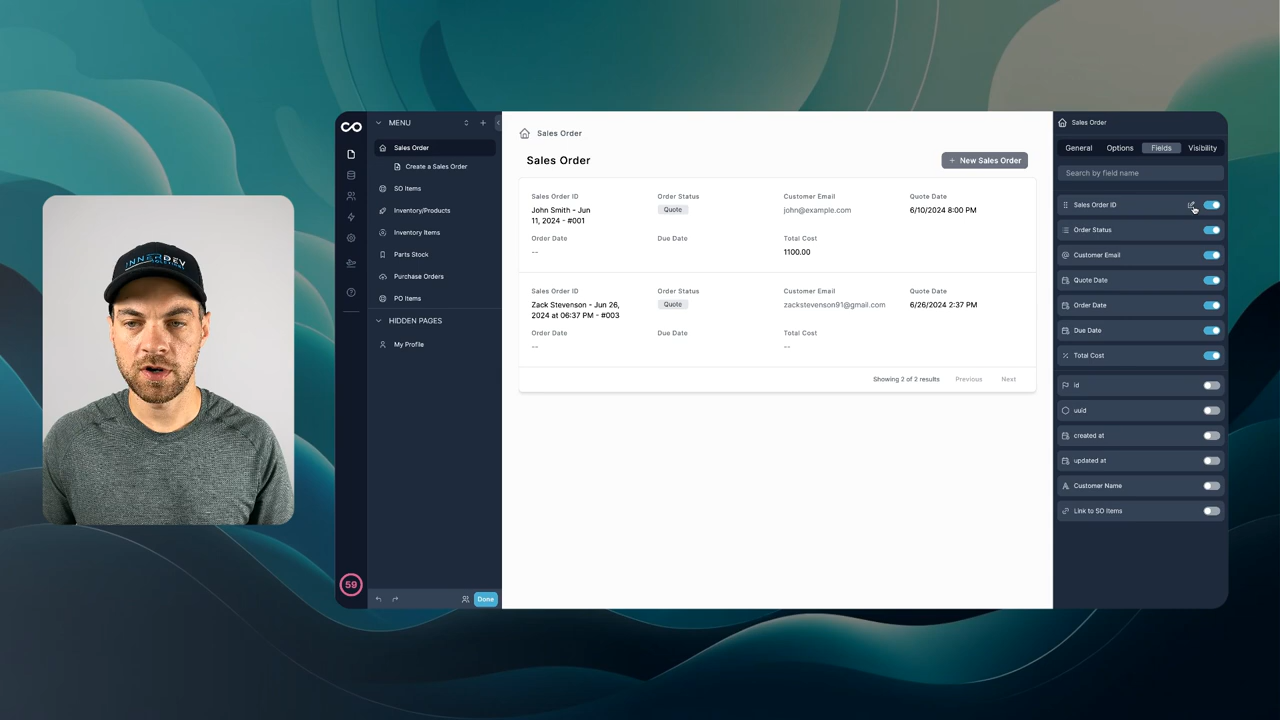 INNERDEV
SOLUTIONS
MENU
Sales Order
Create a Sales Order
SO Items
Inventory/Products
Inventory Items
Parts Stock
Purchase Orders
PO Items
HIDDEN PAGES
My Profile
59
Done
Sales Order
Sales Order
+ New Sales Order
Sales Order ID
Order Status
Customer Email
Quote Date
John Smith - Jun
11, 2024 - #001
Quote
john@example.com
6/10/2024 8:00 PM
Order Date
Due Date
Total Cost
--
1100.00
Sales Order ID
Order Status
Customer Email
Quote Date
Zack Stevenson - Jun 26,
2024 at 06:37 PM - #003
Quote
zackstevenson91@gmail.com
6/26/2024 2:37 PM
Order Date
Due Date
Total Cost
--
--
Showing 2 of 2 results
Previous
Next
Sales Order
General
Options
Fields
Visibility
Search by field name
Sales Order ID
Order Status
Customer Email
Quote Date
Order Date
Due Date
Total Cost
id
uuid
created at
updated at
Customer Name
Link to SO Items